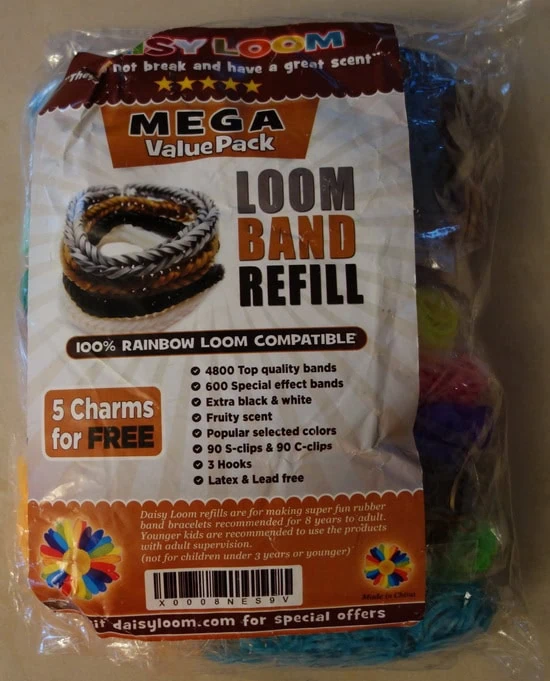 ISY LOOM
"They
not break and have a great scent"
MEGA
Value Pack
LOOM
BAND
REFILL
100% RAINBOW LOOM COMPATIBLE
4800 Top quality bands
600 Special effect bands
Extra black & white
Fruity scent
Popular selected colors
90 S-clips & 90 C-clips
3 Hooks
Latex & Lead free
5 Charms
for FREE
Daisy Loom refills are for making super fun rubber
band bracelets recommended for 8 years to adult.
Younger kids are recommended to use the products
with adult supervision.
(not for children under 3 years or younger)
X0008NES9V
Made in China
it daisyloom.com for special offers